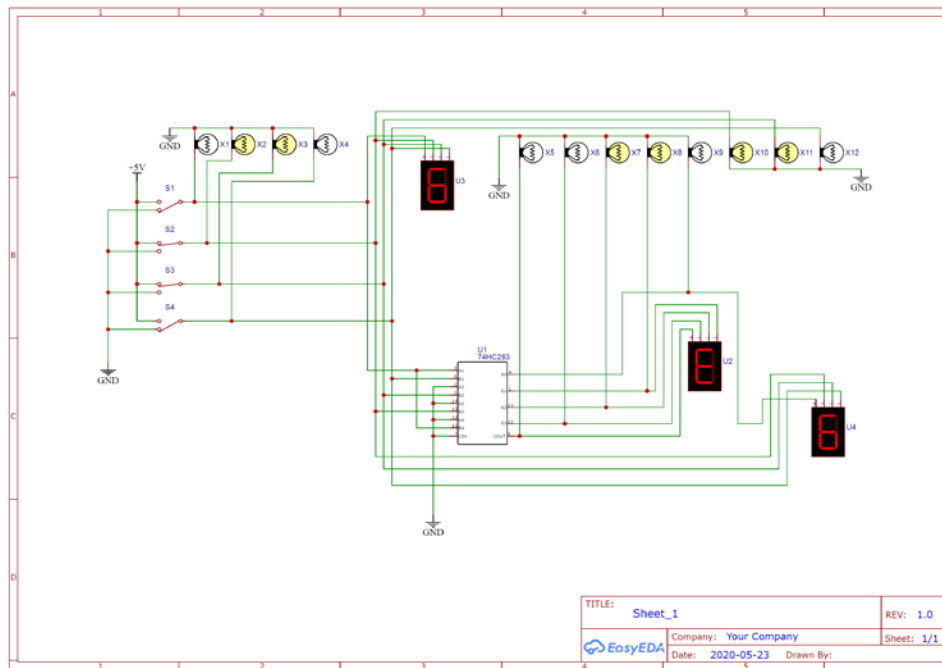 1 2 3 4 5
A
B
C
D
GND
X1 X2 X3 X4
+5V
S1
S2
S3
S4
GND
U3
X5 X6 X7 X8 X9 X10 X11 X12
GND
GND
U1
74HC283
CIN
COUT
U2
U4
GND
TITLE:
Sheet_1
REV: 1.0
EasyEDA
Company: Your Company
Sheet: 1/1
Date: 2020-05-23 Drawn By:
1 2 3 4 5